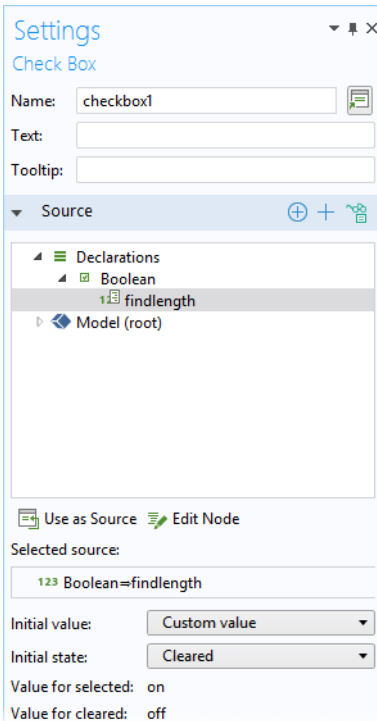 Settings
Check Box
Name: checkbox1
Text:
Tooltip:
Source
Declarations
Boolean
findlength
Model (root)
Use as Source Edit Node
Selected source:
123 Boolean=findlength
Initial value: Custom value
Initial state: Cleared
Value for selected: on
Value for cleared: off